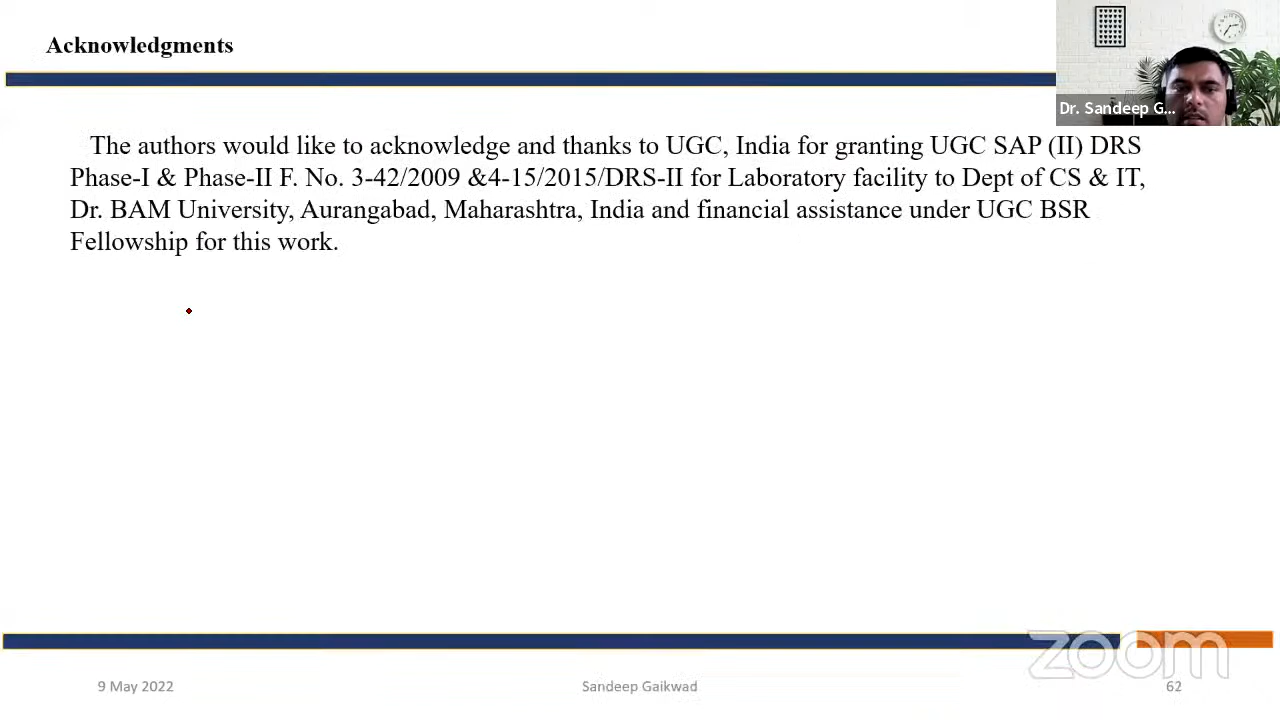 Acknowledgments
Dr. Sandeep G...
The authors would like to acknowledge and thanks to UGC, India for granting UGC SAP (II) DRS
Phase-I & Phase-II F. No. 3-42/2009 &4-15/2015/DRS-II for Laboratory facility to Dept of CS & IT,
Dr. BAM University, Aurangabad, Maharashtra, India and financial assistance under UGC BSR
Fellowship for this work.
zoom
9 May 2022
Sandeep Gaikwad
62